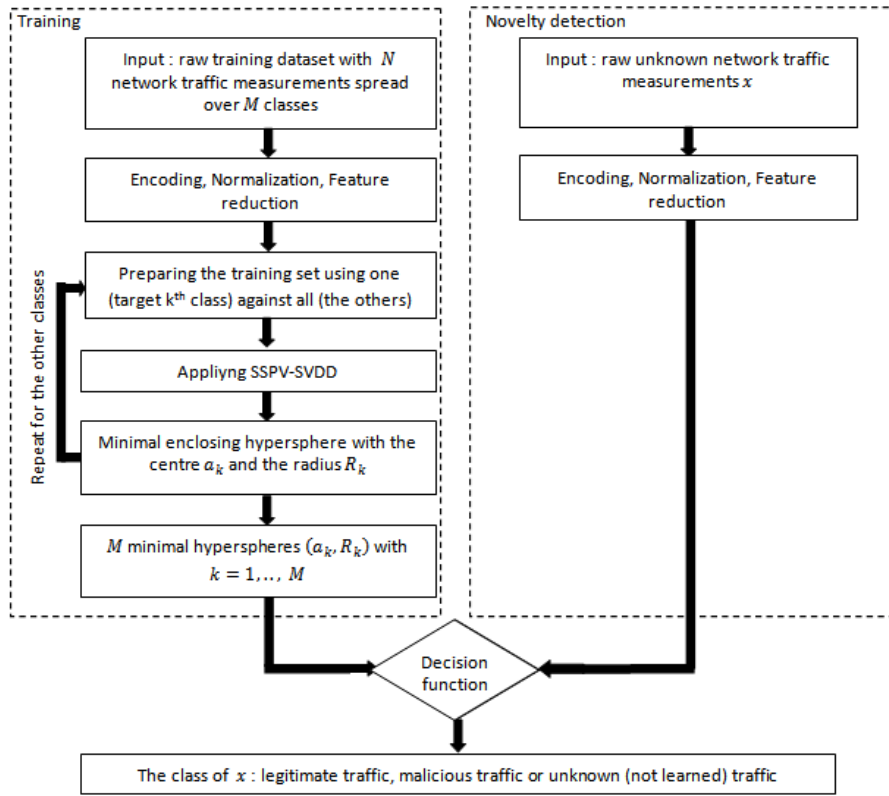 Training
Input : raw training dataset with N
network traffic measurements spread
over M classes
Encoding, Normalization, Feature
reduction
Preparing the training set using one
(target kᵗʰ class) against all (the others)
Appliyng SSPV-SVDD
Minimal enclosing hypersphere with the
centre aₖ and the radius Rₖ
M minimal hyperspheres (aₖ, Rₖ) with
k = 1, . . , M
Repeat for the other classes
Novelty detection
Input : raw unknown network traffic
measurements x
Encoding, Normalization, Feature
reduction
Decision
function
The class of x : legitimate traffic, malicious traffic or unknown (not learned) traffic